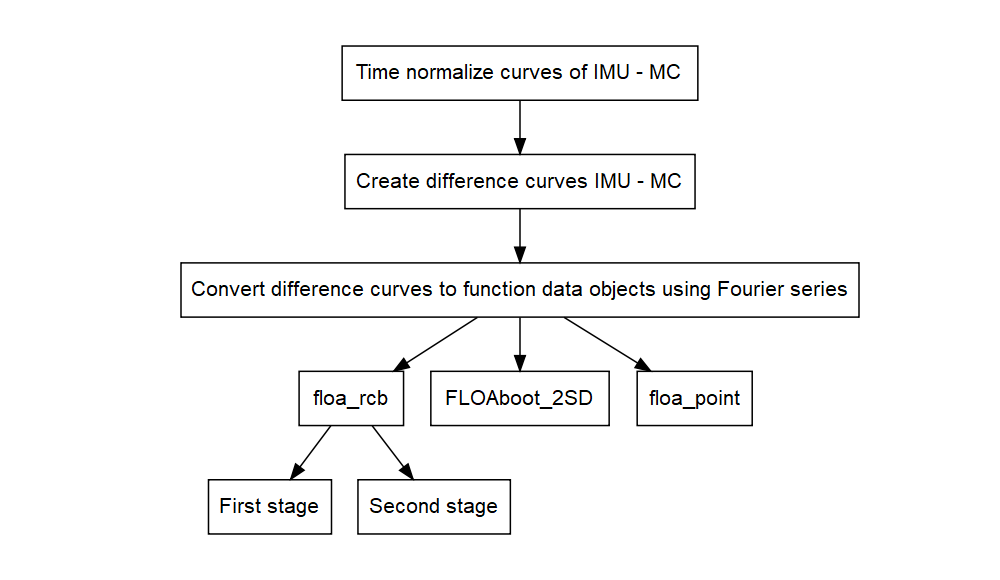 Time normalize curves of IMU - MC
Create difference curves IMU - MC
Convert difference curves to function data objects using Fourier series
floa_rcb
FLOAboot_2SD
floa_point
First stage
Second stage